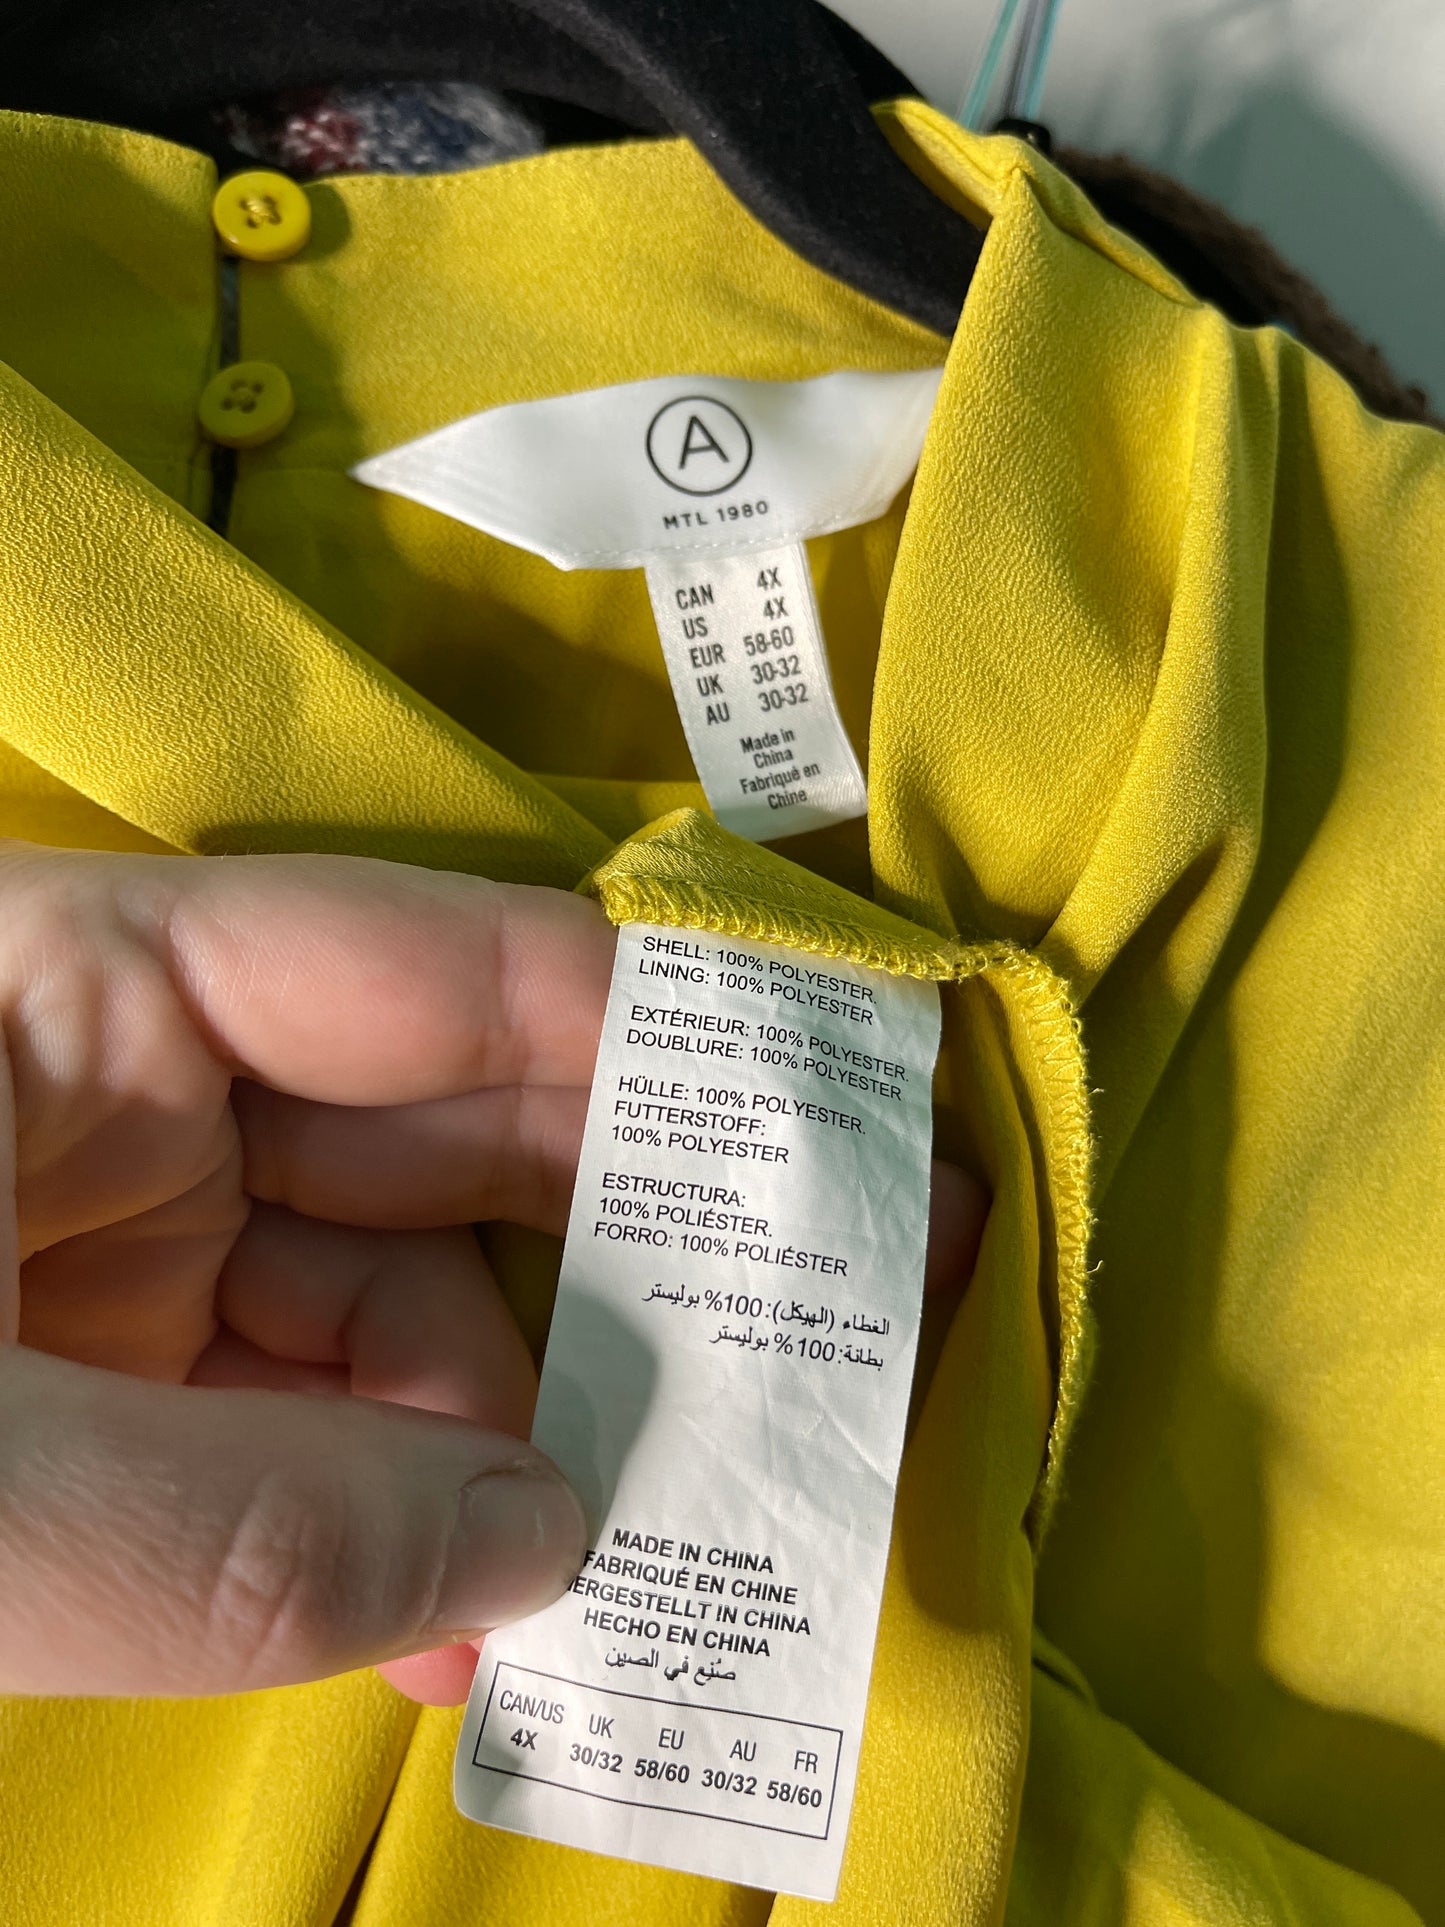 A
MTL 1980
CAN 4X
US 4X
EUR 58-60
UK 30-32
AU 30-32
Made in
China
Fabriqué en
Chine
SHELL: 100% POLYESTER.
LINING: 100% POLYESTER
EXTÉRIEUR: 100% POLYESTER.
DOUBLURE: 100% POLYESTER
HÜLLE: 100% POLYESTER.
FUTTERSTOFF:
100% POLYESTER
ESTRUCTURA:
100% POLIÉSTER.
FORRO: 100% POLIÉSTER
الغطاء (الهيكل): 100% بوليستر
بطانة: 100% بوليستر
MADE IN CHINA
FABRIQUÉ EN CHINE
IN CHINA
HECHO EN CHINA
صُنِع في الصين
CAN/US UK EU AU FR
4X 30/32 58/60 30/32 58/60